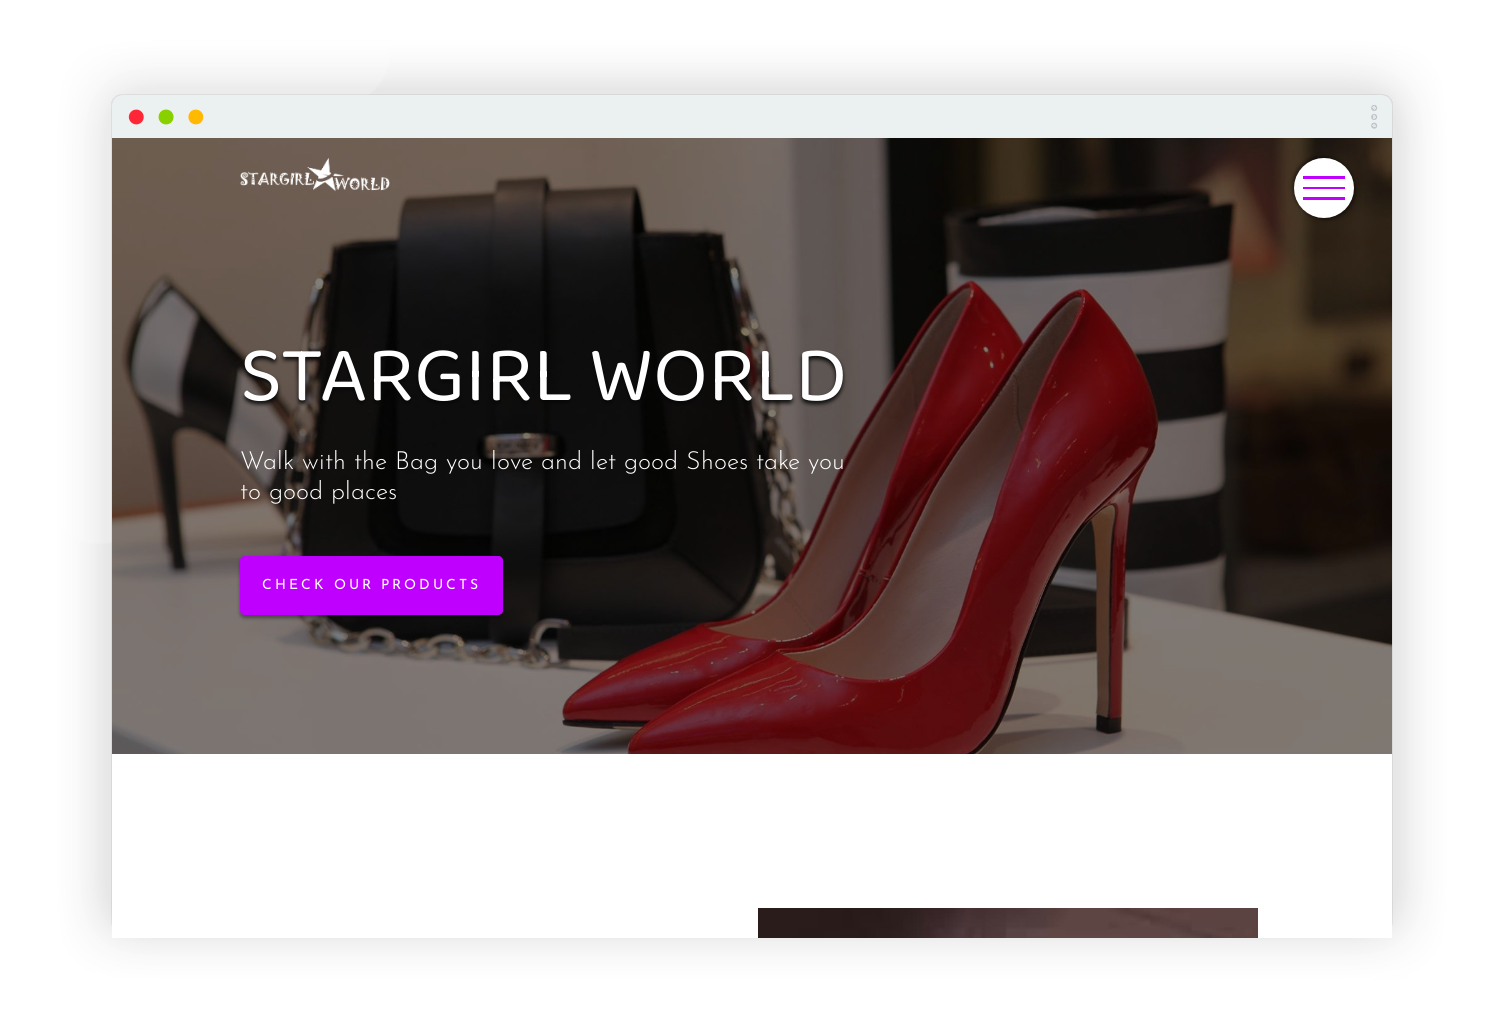 STARGIRL WORLD
STARGIRL WORLD
Walk with the Bag you love and let good Shoes take you
to good places
CHECK OUR PRODUCTS